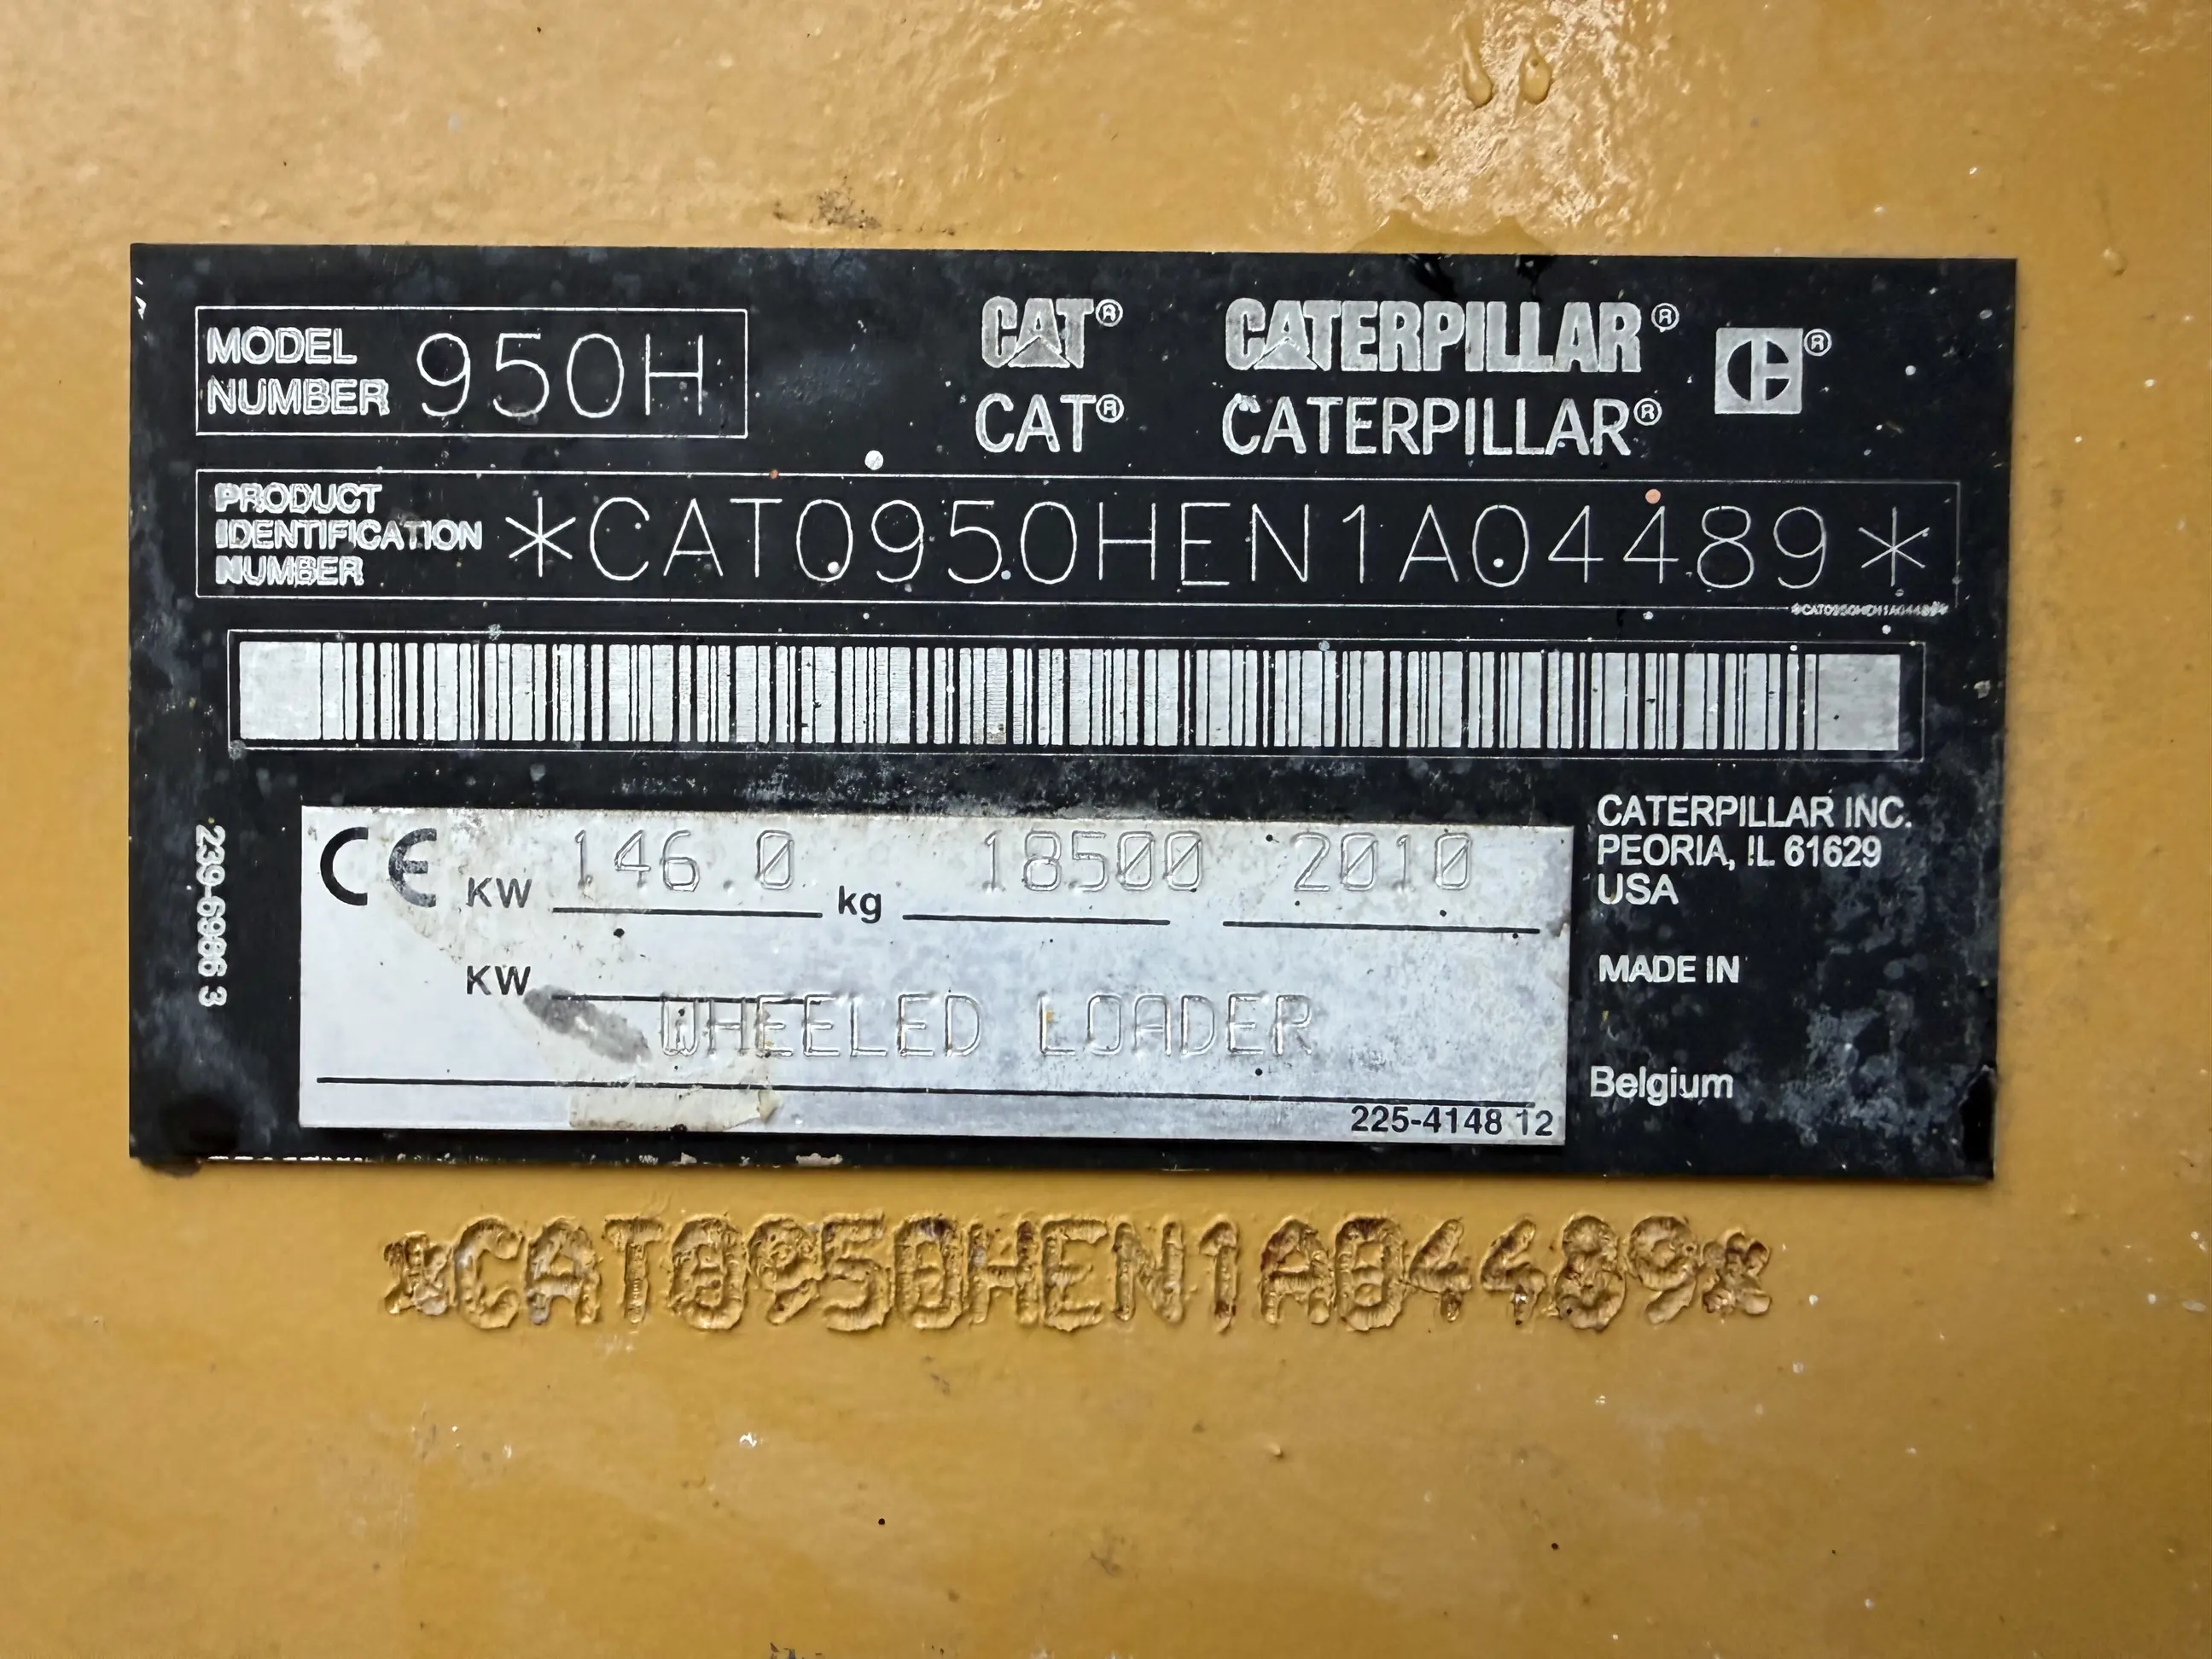 MODEL NUMBER 950H
CAT® CATERPILLAR® ®
CAT® CATERPILLAR®
PRODUCT IDENTIFICATION NUMBER *CAT0950HEN1A04489*
239-6966 3
CE KW 146.0 kg 18500 2010
KW
WHEELED LOADER
225-4148 12
CATERPILLAR INC.
PEORIA, IL 61629
USA
MADE IN
Belgium
*CAT0950HEN1A04489*